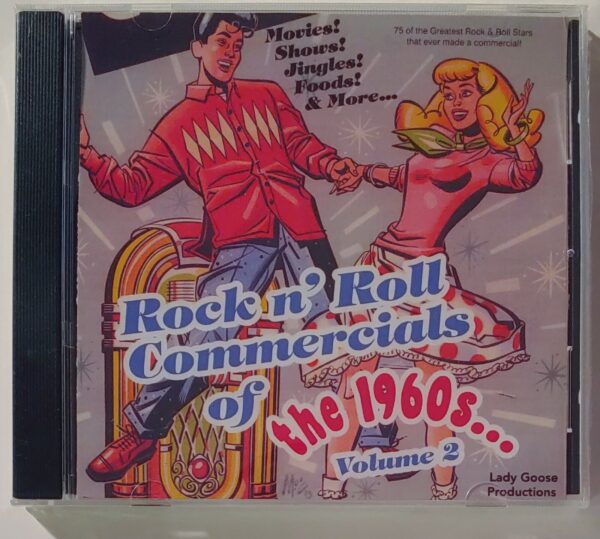 Movies!
Shows!
Jingles!
Foods!
& More...
75 of the Greatest Rock & Roll Stars
that ever made a commercial!
Rock n' Roll
Commercials
of the 1960s...
Volume 2
Lady Goose
Productions